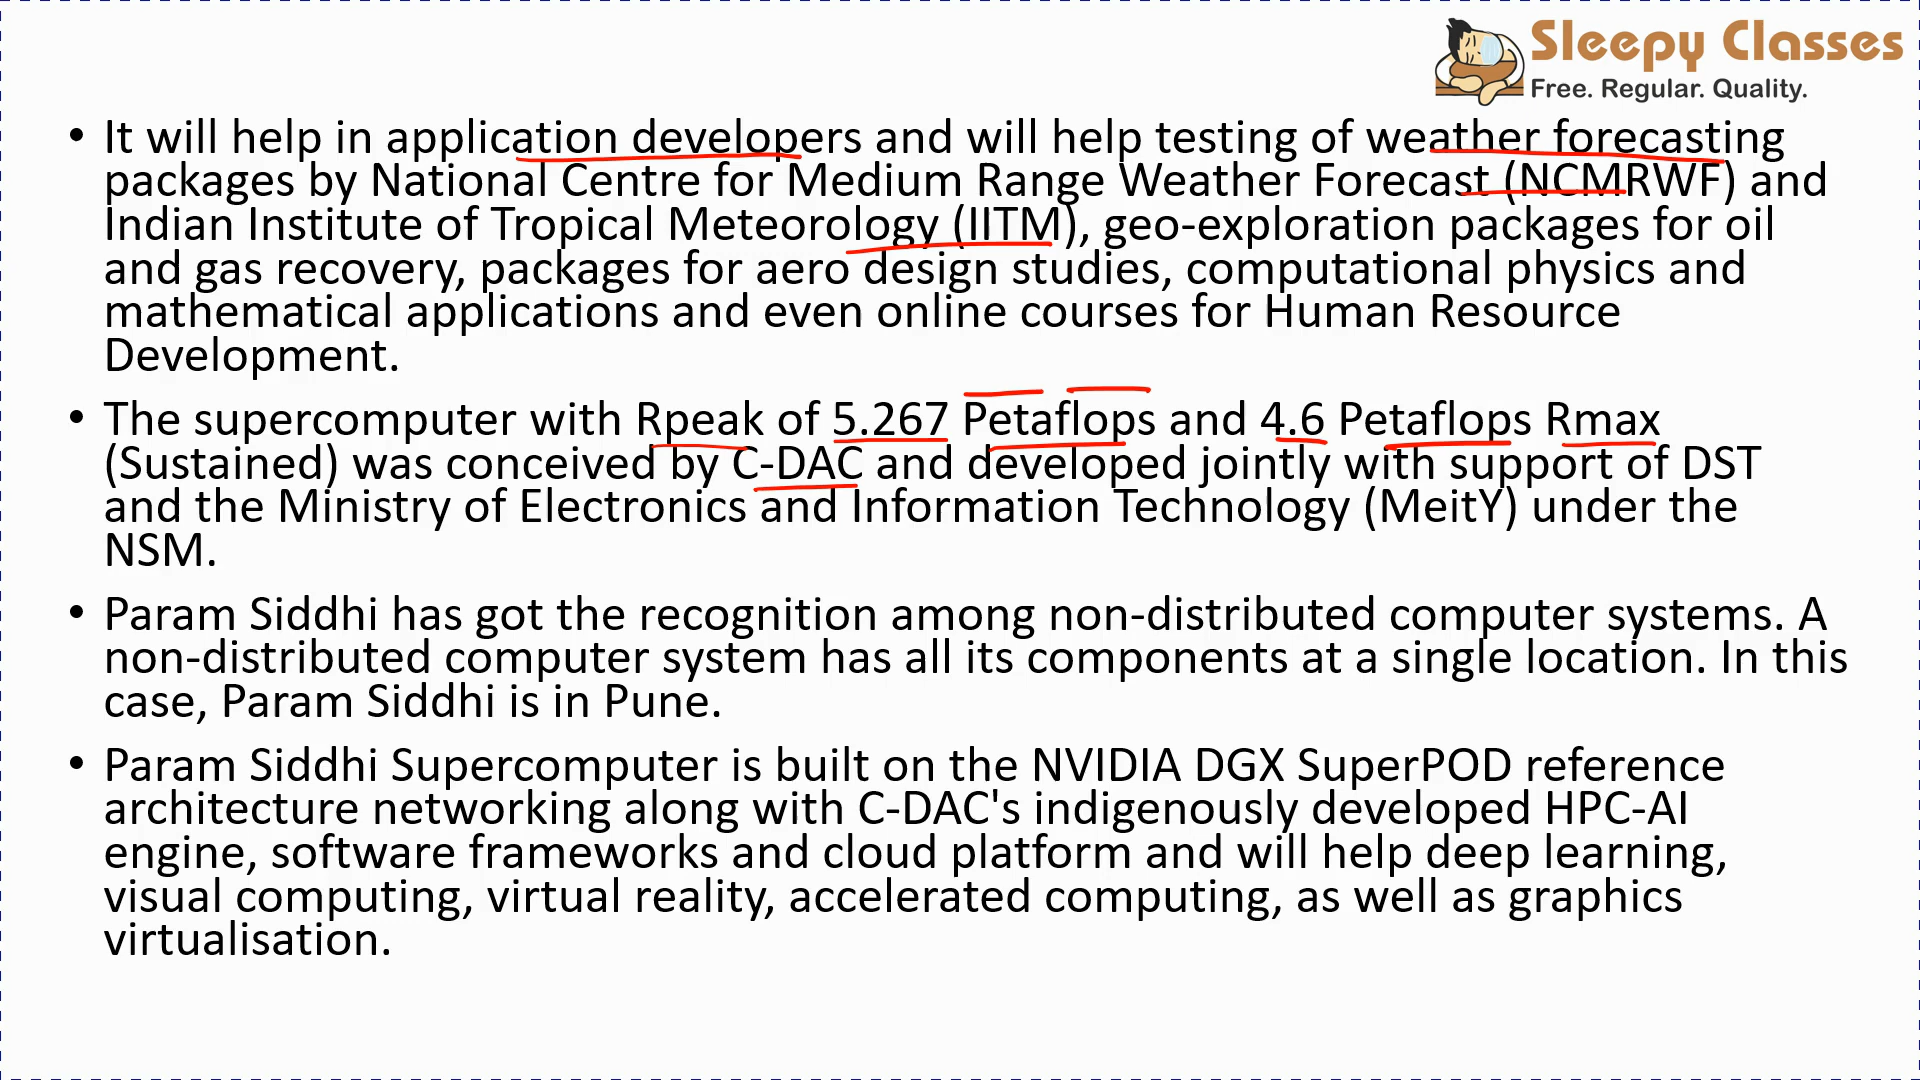 Sleepy Classes
Free. Regular. Quality.
• It will help in application developers and will help testing of weather forecasting
packages by National Centre for Medium Range Weather Forecast (NCMRWF) and
Indian Institute of Tropical Meteorology (IITM), geo-exploration packages for oil
and gas recovery, packages for aero design studies, computational physics and
mathematical applications and even online courses for Human Resource
Development.
• The supercomputer with Rpeak of 5.267 Petaflops and 4.6 Petaflops Rmax
(Sustained) was conceived by C-DAC and developed jointly with support of DST
and the Ministry of Electronics and Information Technology (MeitY) under the
NSM.
• Param Siddhi has got the recognition among non-distributed computer systems. A
non-distributed computer system has all its components at a single location. In this
case, Param Siddhi is in Pune.
• Param Siddhi Supercomputer is built on the NVIDIA DGX SuperPOD reference
architecture networking along with C-DAC's indigenously developed HPC-AI
engine, software frameworks and cloud platform and will help deep learning,
visual computing, virtual reality, accelerated computing, as well as graphics
virtualisation.